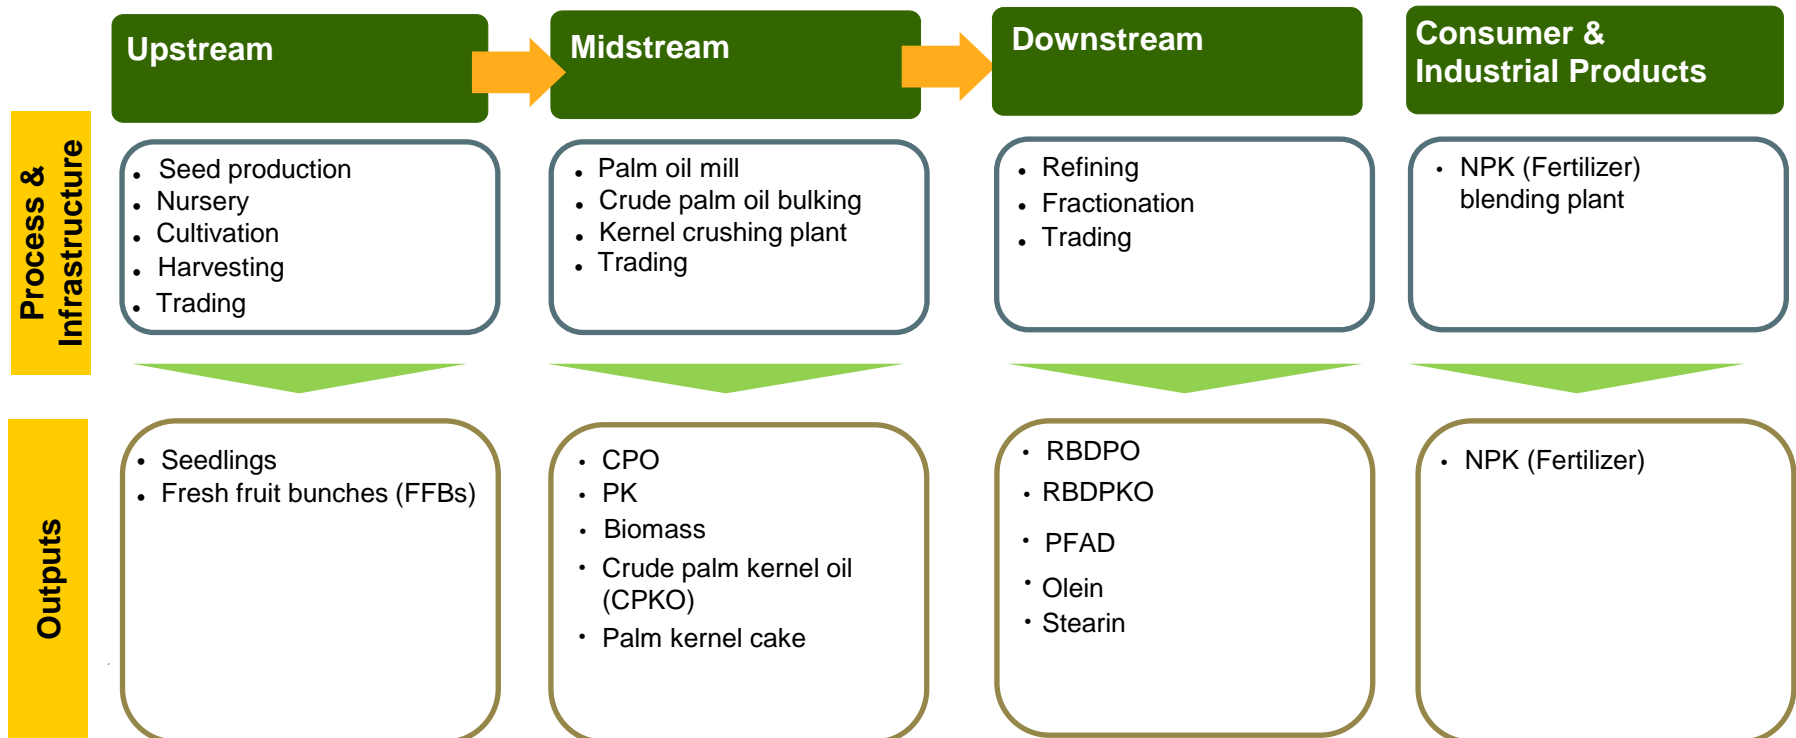 Upstream
Midstream
Downstream
Consumer &
Industrial Products
Process &
Infrastructure
• Seed production
• Nursery
• Cultivation
• Harvesting
• Trading
• Palm oil mill
• Crude palm oil bulking
• Kernel crushing plant
• Trading
• Refining
• Fractionation
• Trading
• NPK (Fertilizer)
blending plant
Outputs
• Seedlings
• Fresh fruit bunches (FFBs)
• CPO
• PK
• Biomass
• Crude palm kernel oil
(CPKO)
• Palm kernel cake
• RBDPO
• RBDPKO
• PFAD
• Olein
• Stearin
• NPK (Fertilizer)